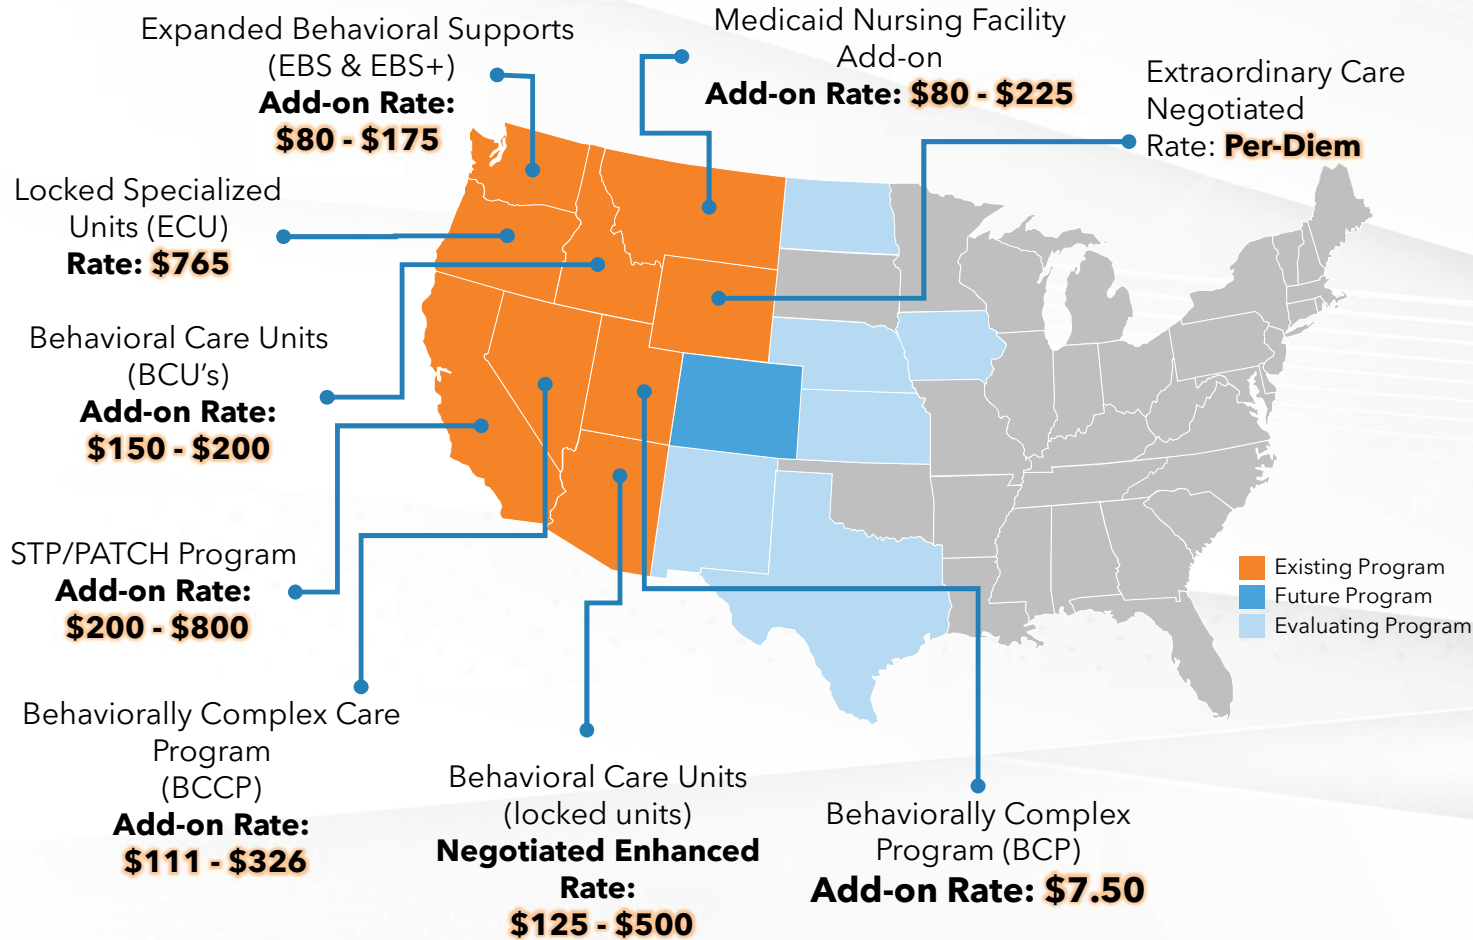 Expanded Behavioral Supports
(EBS & EBS+)
Add-on Rate:
$80 - $175
Medicaid Nursing Facility
Add-on
Add-on Rate: $80 - $225
Extraordinary Care
Negotiated
Rate: Per-Diem
Locked Specialized
Units (ECU)
Rate: $765
Behavioral Care Units
(BCU's)
Add-on Rate:
$150 - $200
STP/PATCH Program
Add-on Rate:
$200 - $800
Existing Program
Future Program
Evaluating Program
Behaviorally Complex Care
Program
(BCCP)
Add-on Rate:
$111 - $326
Behavioral Care Units
(locked units)
Negotiated Enhanced
Rate:
$125 - $500
Behaviorally Complex
Program (BCP)
Add-on Rate: $7.50